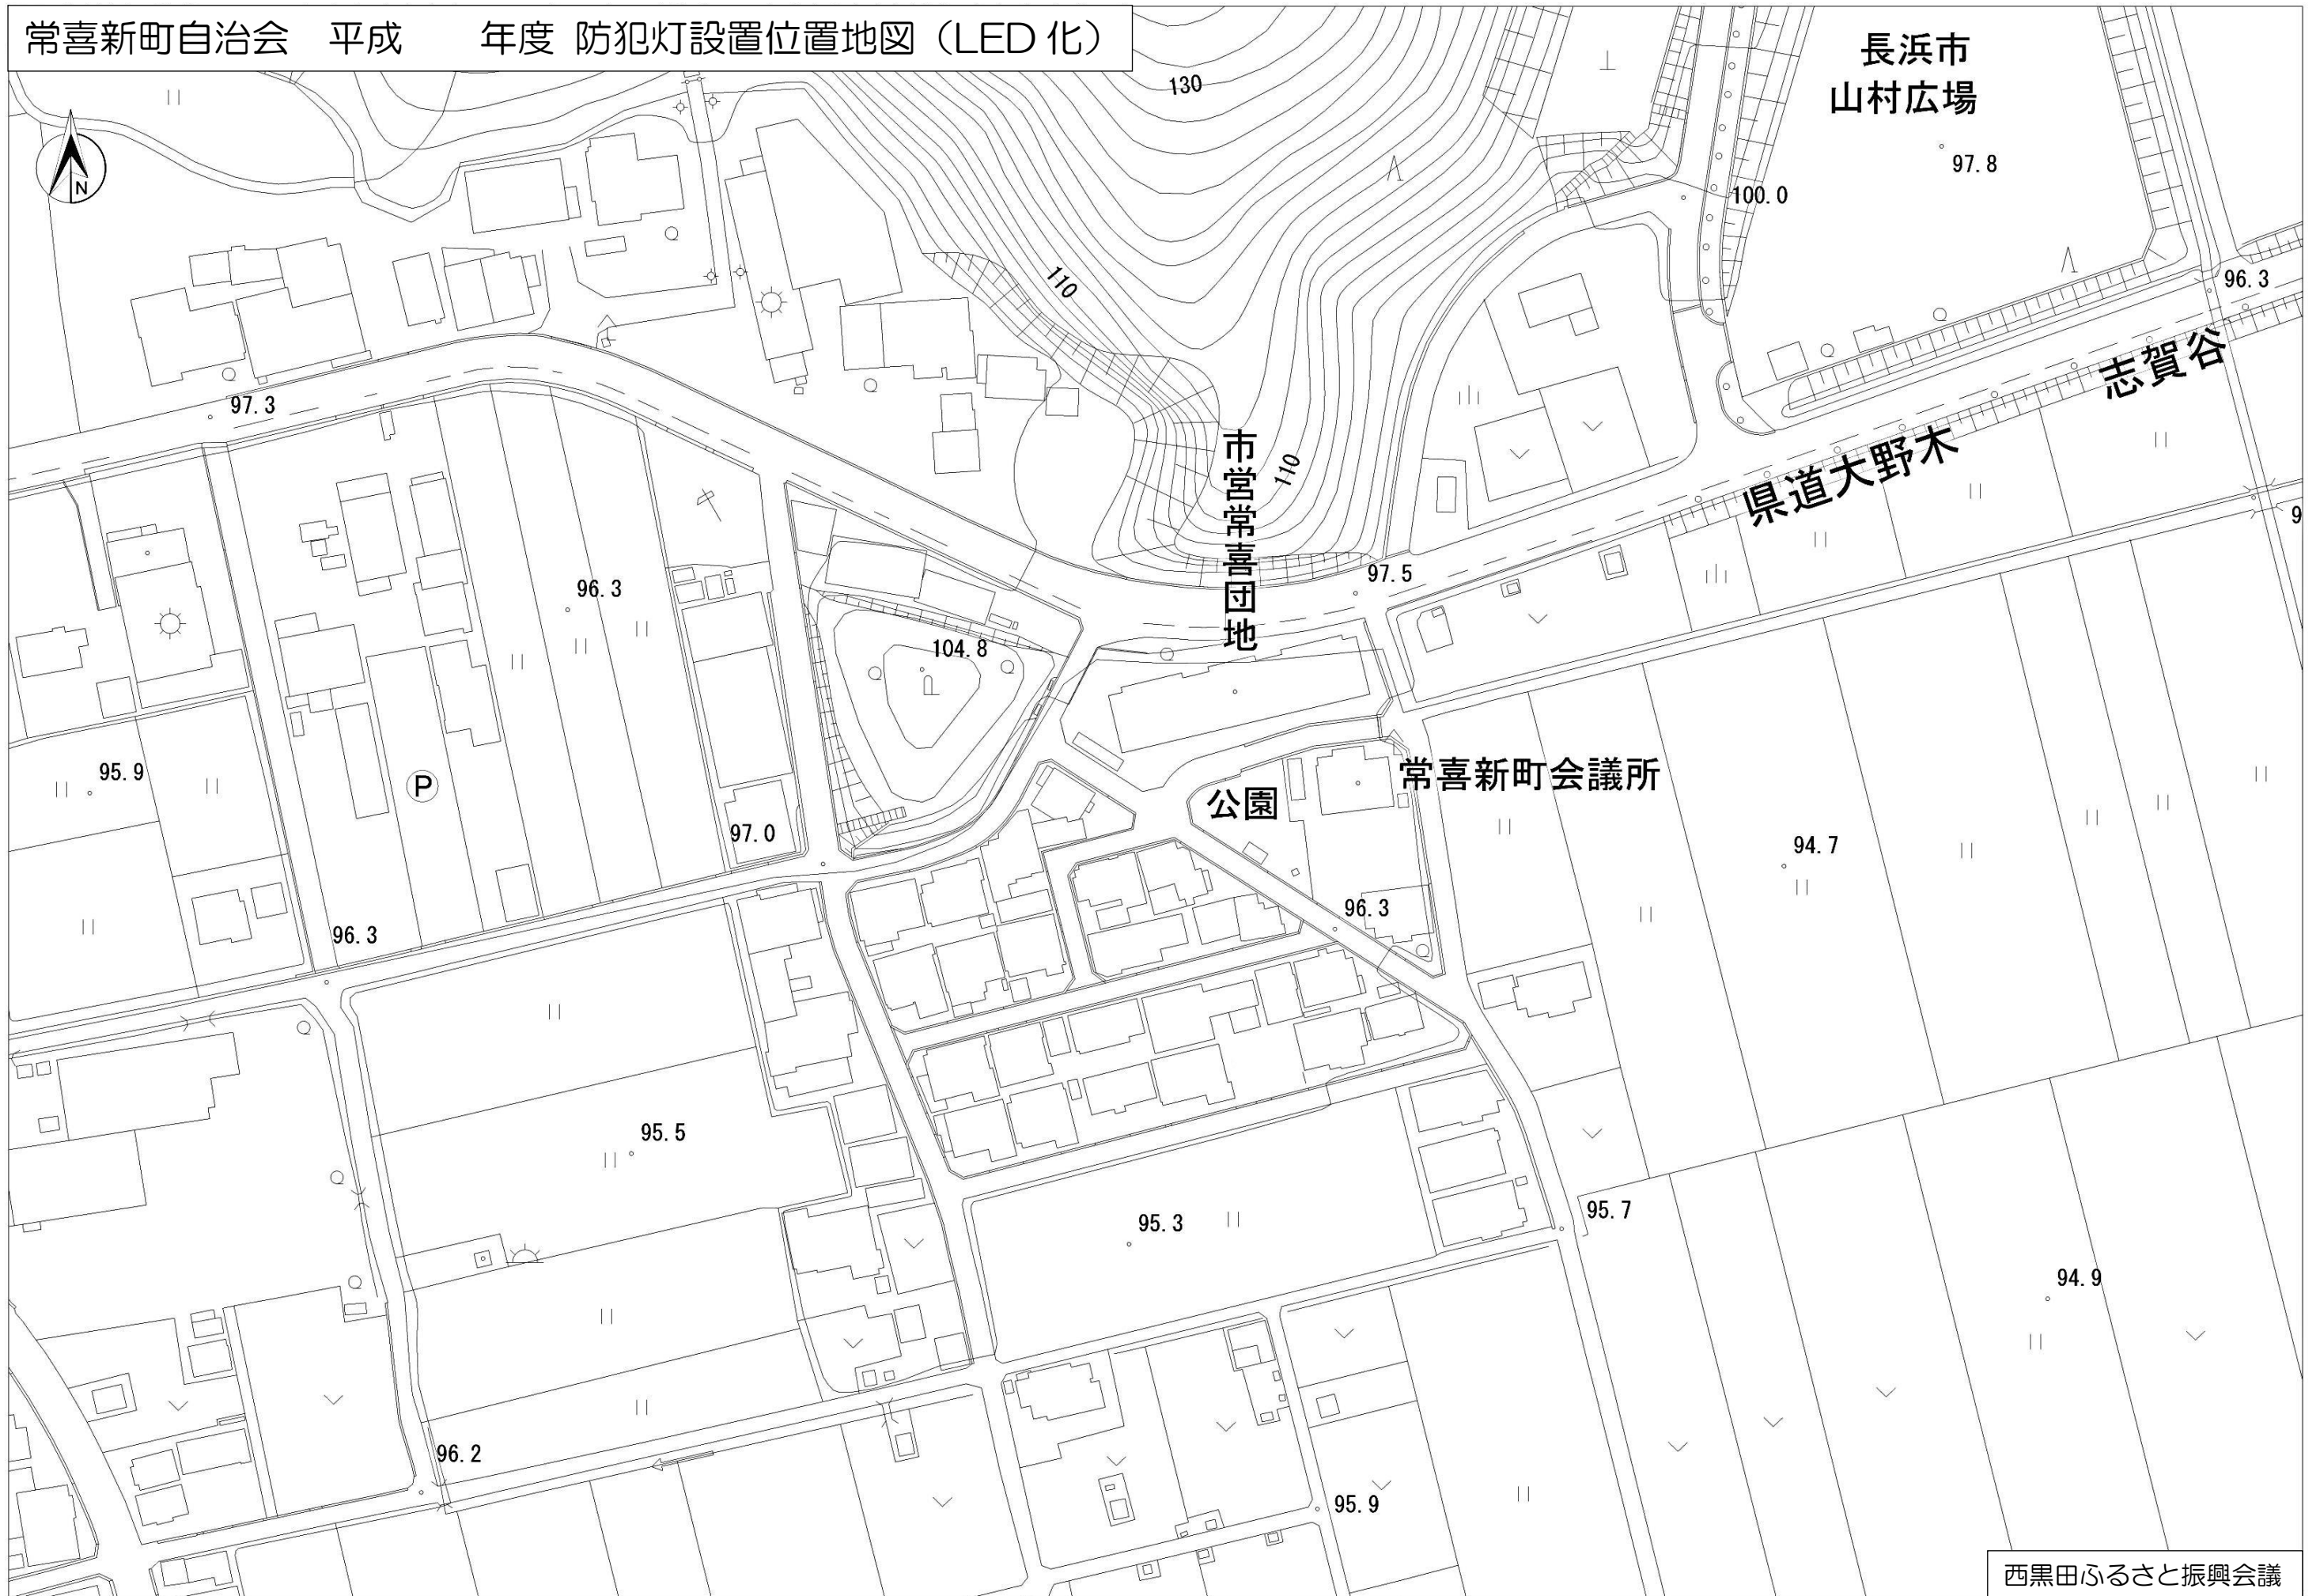 常喜新町自治会　平成　　年度 防犯灯設置位置地図（LED 化）
130
長浜市
山村広場
97.8
100.0
N
110
96.3
志賀谷
97.3
市営常喜団地
110
県道大野木
9
97.5
96.3
104.8
95.9
P
常喜新町会議所
公園
97.0
94.7
96.3
96.3
95.5
95.3
95.7
94.9
96.2
95.9
西黒田ふるさと振興会議